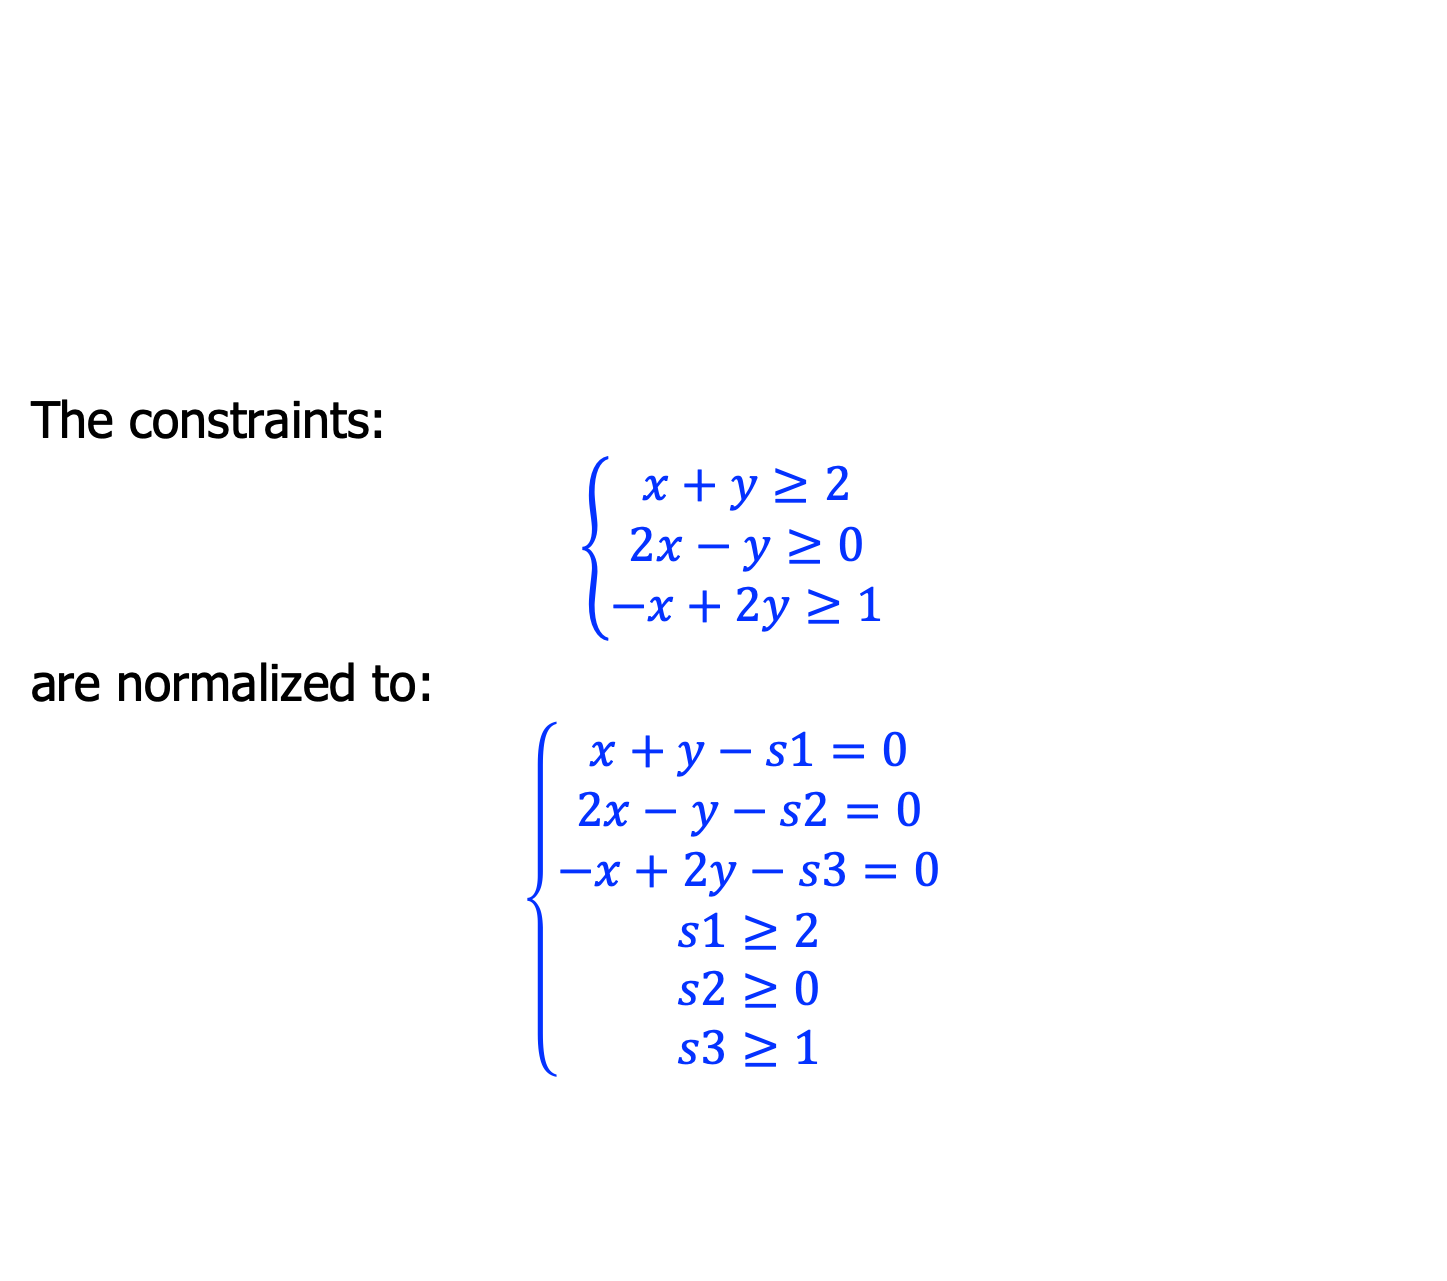 The constraints:
x + y ≥ 2
2x − y ≥ 0
−x + 2y ≥ 1
are normalized to:
x + y − s1 = 0
2x − y − s2 = 0
−x + 2y − s3 = 0
s1 ≥ 2
s2 ≥ 0
s3 ≥ 1